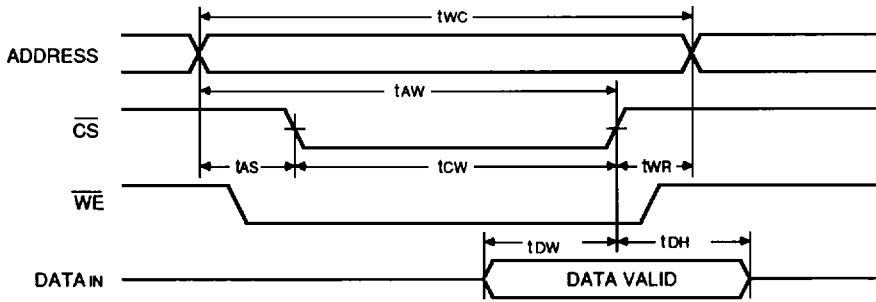 tWC
ADDRESS
tAW
CS
tAS
tCW
tWR
WE
tDW
tDH
DATA IN
DATA VALID